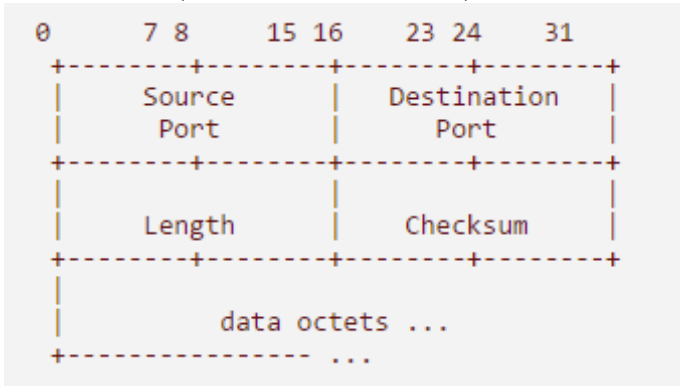 0      7 8     15 16    23 24    31
+--------+--------+--------+--------+
|     Source      |   Destination   |
|      Port       |      Port       |
+--------+--------+--------+--------+
|                 |                 |
|     Length      |    Checksum     |
+--------+--------+--------+--------+
|
|          data octets ...
+---------------- ...